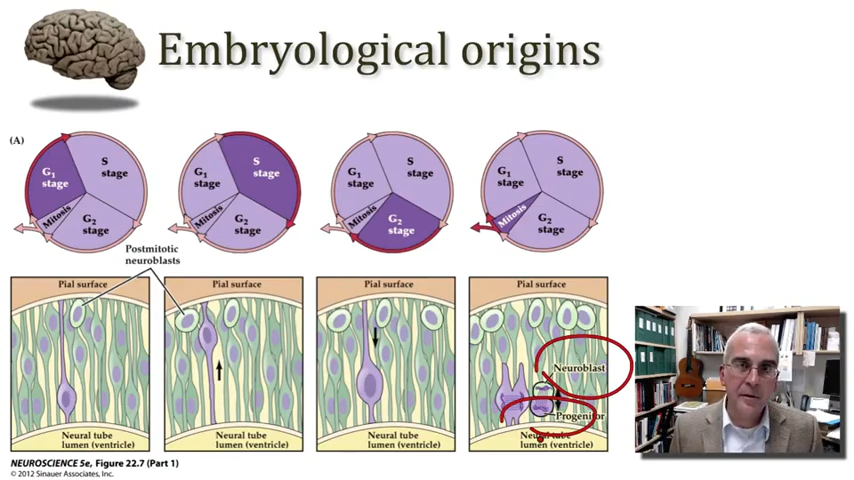 Embryological origins
(A)
G1
stage
S
stage
Mitosis
G2
stage
G1
stage
S
stage
Mitosis
G2
stage
G1
stage
S
stage
Mitosis
G2
stage
G1
stage
S
stage
Mitosis
G2
stage
Postmitotic
neuroblasts
Pial surface
Neural tube
lumen (ventricle)
Pial surface
Neural tube
lumen (ventricle)
Pial surface
Neural tube
lumen (ventricle)
Pial surface
Neuroblast
Progenitor
Neural tube
lumen (ventricle)
NEUROSCIENCE 5e, Figure 22.7 (Part 1)
© 2012 Sinauer Associates, Inc.